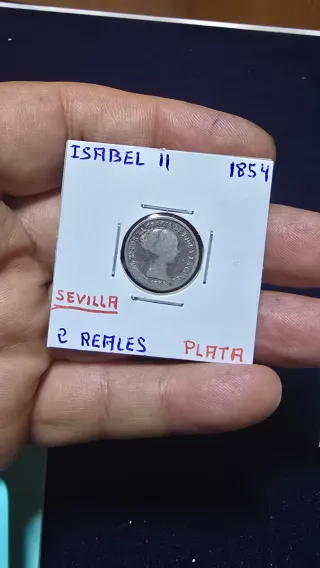 ISABEL II 1854
SEVILLA
2 REALES PLATA